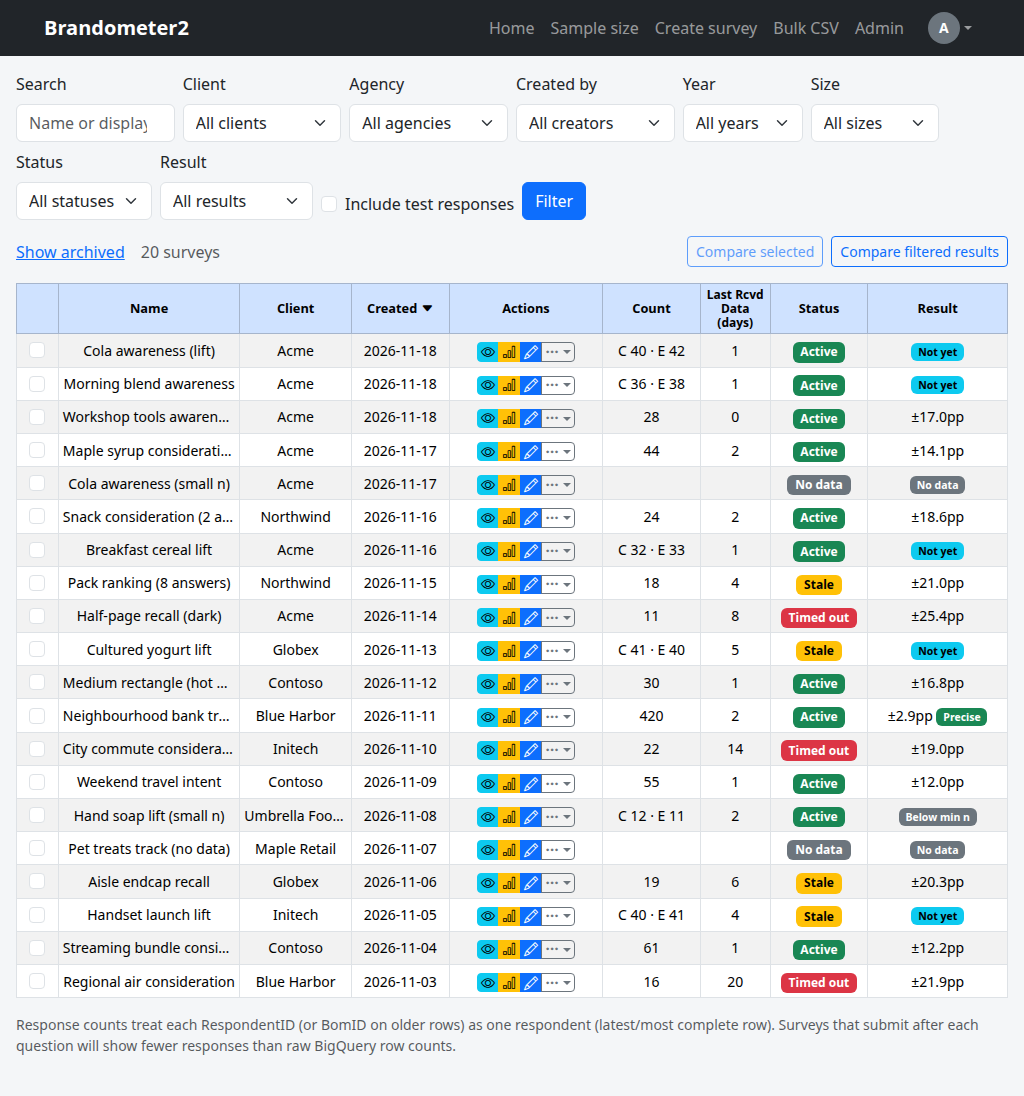 Brandometer2 Home Sample size Create survey Bulk CSV Admin A
Search Client Agency Created by Year Size
Name or display All clients All agencies All creators All years All sizes
Status Result
All statuses All results Include test responses Filter
Show archived 20 surveys Compare selected Compare filtered results
Name Client Created Actions Count Last Rcvd Data (days) Status Result
Cola awareness (lift) Acme 2026-11-18 C 40 · E 42 1 Active Not yet
Morning blend awareness Acme 2026-11-18 C 36 · E 38 1 Active Not yet
Workshop tools awaren... Acme 2026-11-18 28 0 Active ±17.0pp
Maple syrup considerati... Acme 2026-11-17 44 2 Active ±14.1pp
Cola awareness (small n) Acme 2026-11-17 No data No data
Snack consideration (2 a... Northwind 2026-11-16 24 2 Active ±18.6pp
Breakfast cereal lift Acme 2026-11-16 C 32 · E 33 1 Active Not yet
Pack ranking (8 answers) Northwind 2026-11-15 18 4 Stale ±21.0pp
Half-page recall (dark) Acme 2026-11-14 11 8 Timed out ±25.4pp
Cultured yogurt lift Globex 2026-11-13 C 41 · E 40 5 Stale Not yet
Medium rectangle (hot ... Contoso 2026-11-12 30 1 Active ±16.8pp
Neighbourhood bank tr... Blue Harbor 2026-11-11 420 2 Active ±2.9pp Precise
City commute considera... Initech 2026-11-10 22 14 Timed out ±19.0pp
Weekend travel intent Contoso 2026-11-09 55 1 Active ±12.0pp
Hand soap lift (small n) Umbrella Foo... 2026-11-08 C 12 · E 11 2 Active Below min n
Pet treats track (no data) Maple Retail 2026-11-07 No data No data
Aisle endcap recall Globex 2026-11-06 19 6 Stale ±20.3pp
Handset launch lift Initech 2026-11-05 C 40 · E 41 4 Stale Not yet
Streaming bundle consi... Contoso 2026-11-04 61 1 Active ±12.2pp
Regional air consideration Blue Harbor 2026-11-03 16 20 Timed out ±21.9pp
Response counts treat each RespondentID (or BomID on older rows) as one respondent (latest/most complete row). Surveys that submit after each
question will show fewer responses than raw BigQuery row counts.